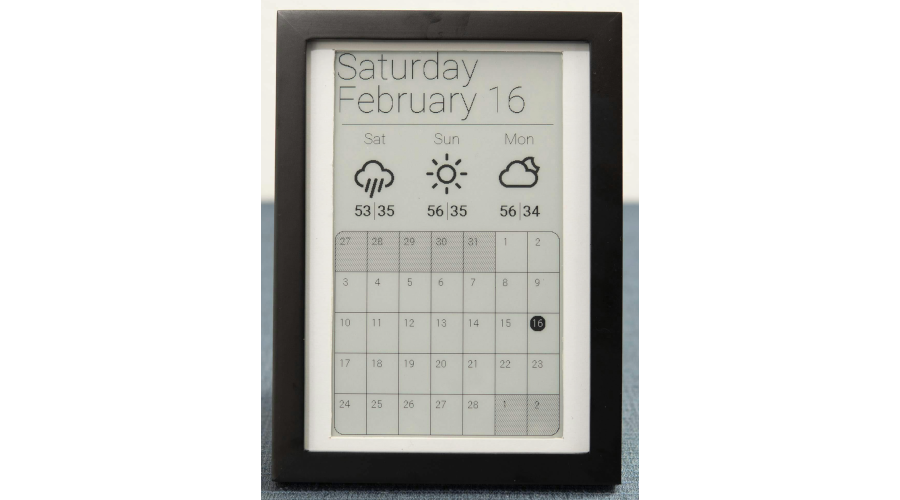 Saturday
February 16
Sat Sun Mon
53|35 56|35 56|34
27 28 29 30 31 1 2
3 4 5 6 7 8 9
10 11 12 13 14 15 16
17 18 19 20 21 22 23
24 25 26 27 28 1 2